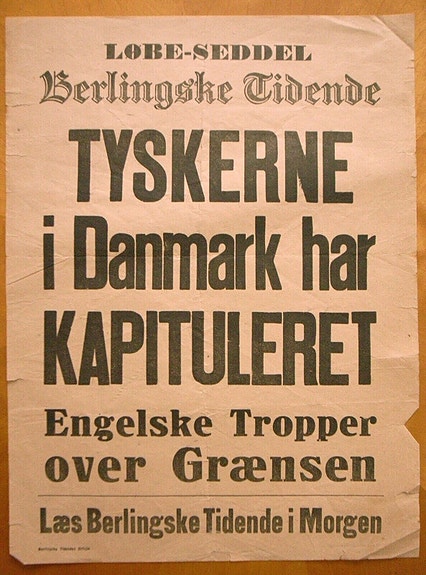 LØBE-SEDDEL
Berlingske Tidende
TYSKERNE
i Danmark har
KAPITULERET
Engelske Tropper
over Grænsen
Læs Berlingske Tidende i Morgen